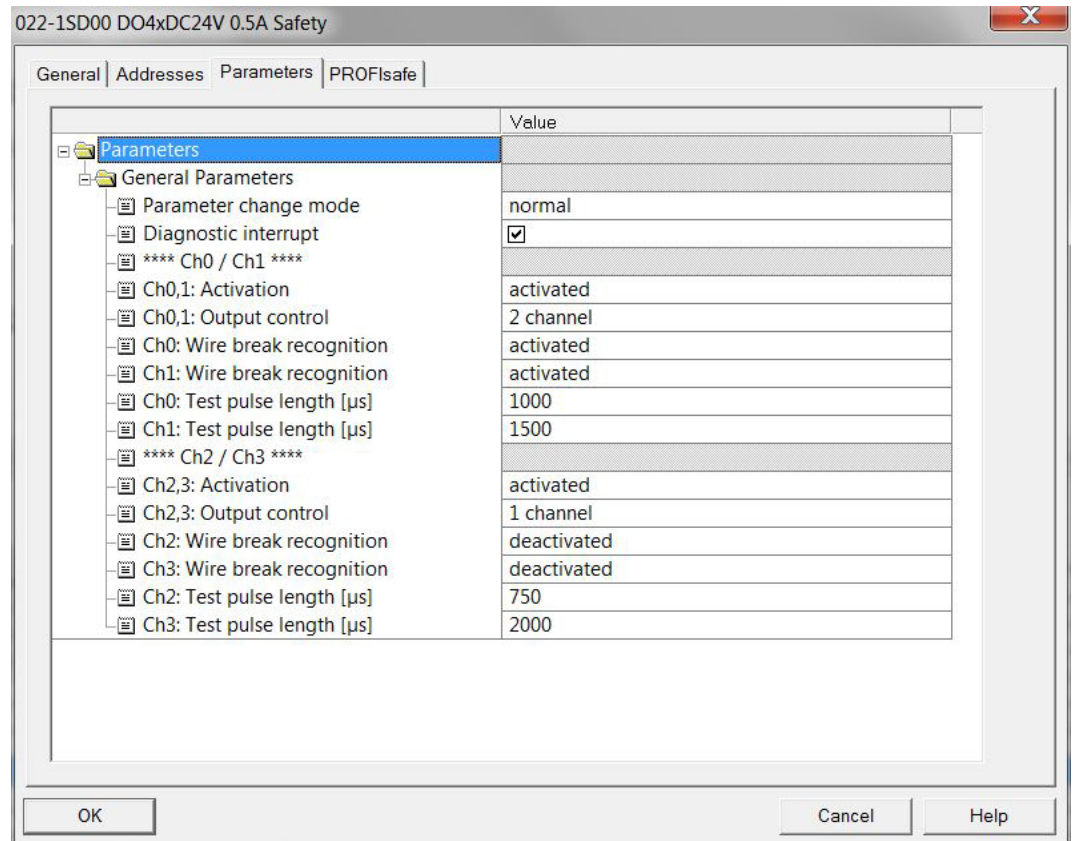 022-1SD00 DO4xDC24V 0.5A Safety
X
General Addresses Parameters PROFIsafe
Value
Parameters
General Parameters
Parameter change mode normal
Diagnostic interrupt
**** Ch0 / Ch1 ****
Ch0,1: Activation activated
Ch0,1: Output control 2 channel
Ch0: Wire break recognition activated
Ch1: Wire break recognition activated
Ch0: Test pulse length [µs] 1000
Ch1: Test pulse length [µs] 1500
**** Ch2 / Ch3 ****
Ch2,3: Activation activated
Ch2,3: Output control 1 channel
Ch2: Wire break recognition deactivated
Ch3: Wire break recognition deactivated
Ch2: Test pulse length [µs] 750
Ch3: Test pulse length [µs] 2000
OK Cancel Help